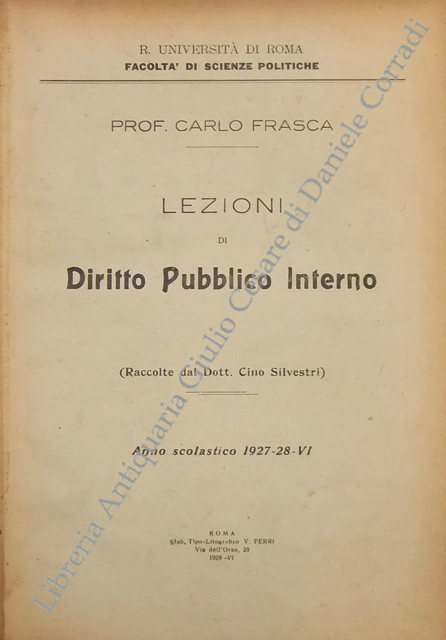 R. UNIVERSITÀ DI ROMA
FACOLTA' DI SCIENZE POLITICHE
PROF. CARLO FRASCA
LEZIONI
DI
Diritto Pubblico Interno
(Raccolte dal Dott. Cino Silvestri)
Anno scolastico 1927-28-VI
ROMA
Stab. Tipo-Litografico V. FERRI
Via dell'Orso, 29
1928 -VI
Libreria Antiquaria Giulio Cesare di Daniele Corradi